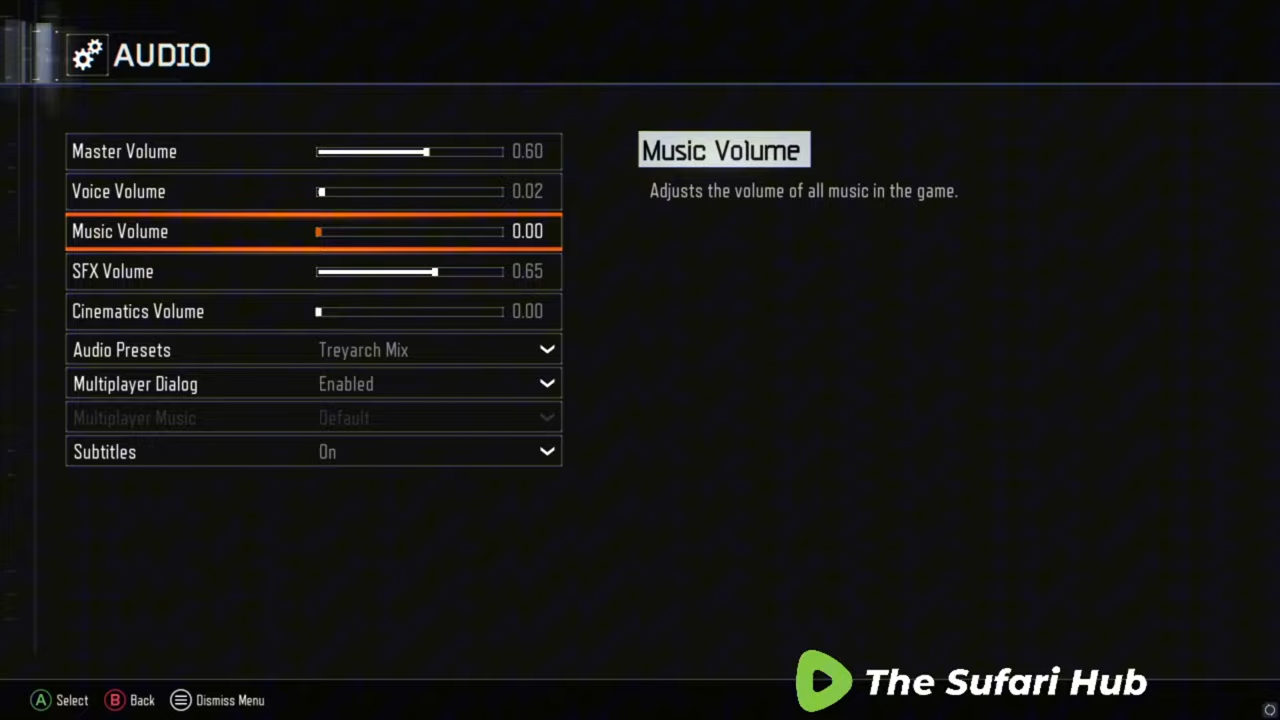 AUDIO
Master Volume 0.60
Voice Volume 0.02
Music Volume 0.00
SFX Volume 0.65
Cinematics Volume 0.00
Audio Presets Treyarch Mix
Multiplayer Dialog Enabled
Multiplayer Music Default
Subtitles On
Music Volume
Adjusts the volume of all music in the game.
A Select B Back Dismiss Menu
The Sufari Hub